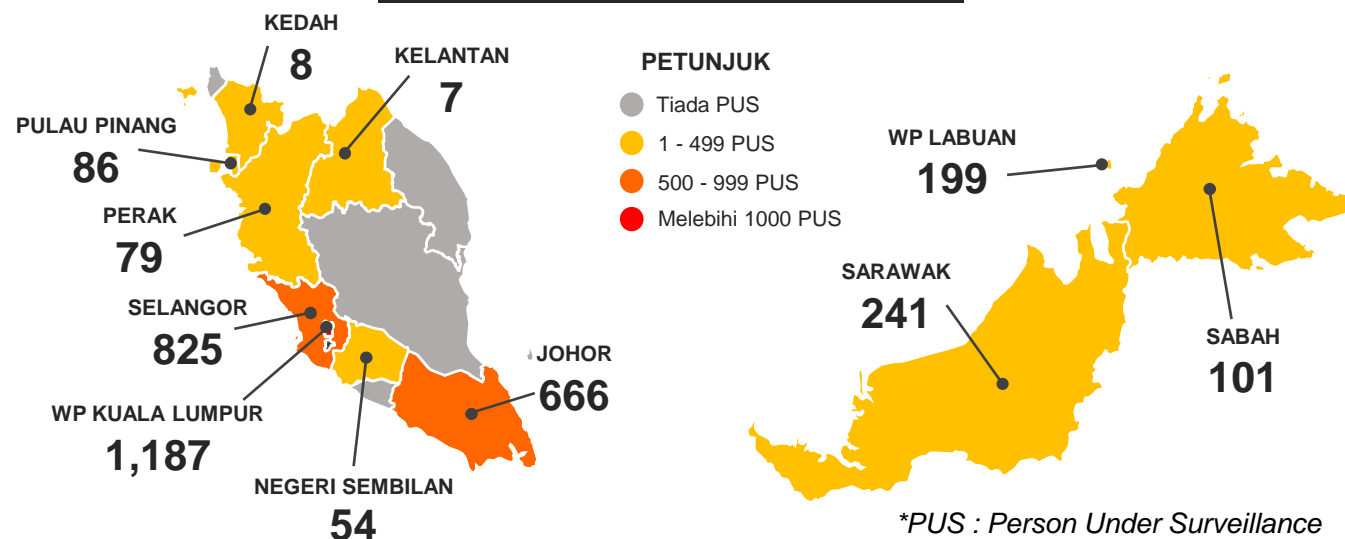 KEDAH
8
KELANTAN
7
PULAU PINANG
86
PERAK
79
SELANGOR
825
WP KUALA LUMPUR
1,187
NEGERI SEMBILAN
54
JOHOR
666
PETUNJUK
Tiada PUS
1 - 499 PUS
500 - 999 PUS
Melebihi 1000 PUS
WP LABUAN
199
SARAWAK
241
SABAH
101
*PUS : Person Under Surveillance